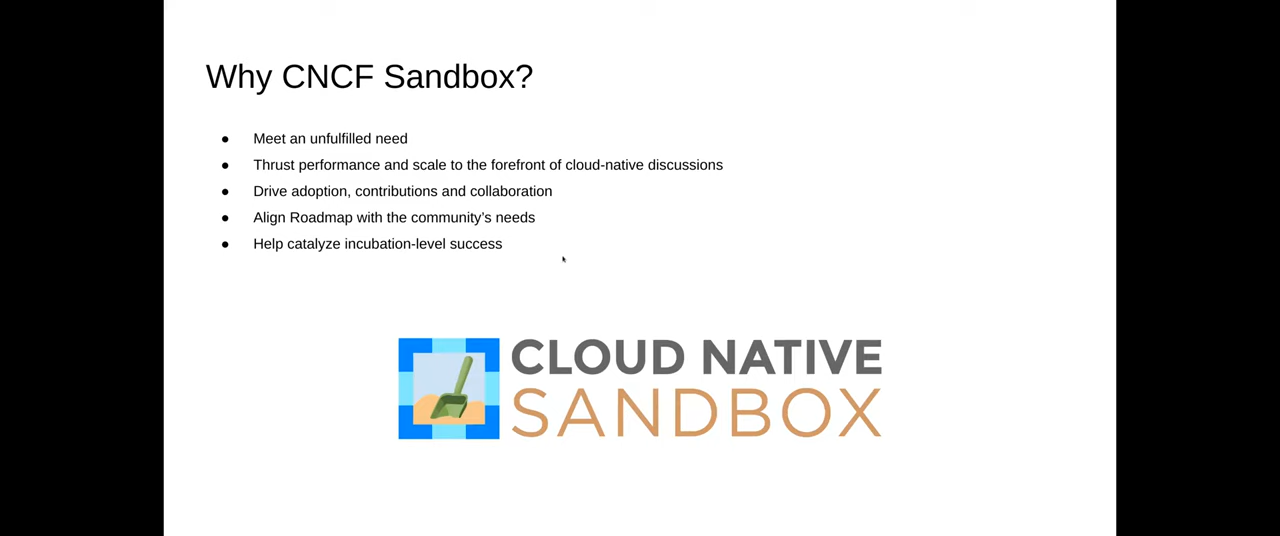 Why CNCF Sandbox?
● Meet an unfulfilled need
● Thrust performance and scale to the forefront of cloud-native discussions
● Drive adoption, contributions and collaboration
● Align Roadmap with the community’s needs
● Help catalyze incubation-level success
CLOUD NATIVE
SANDBOX